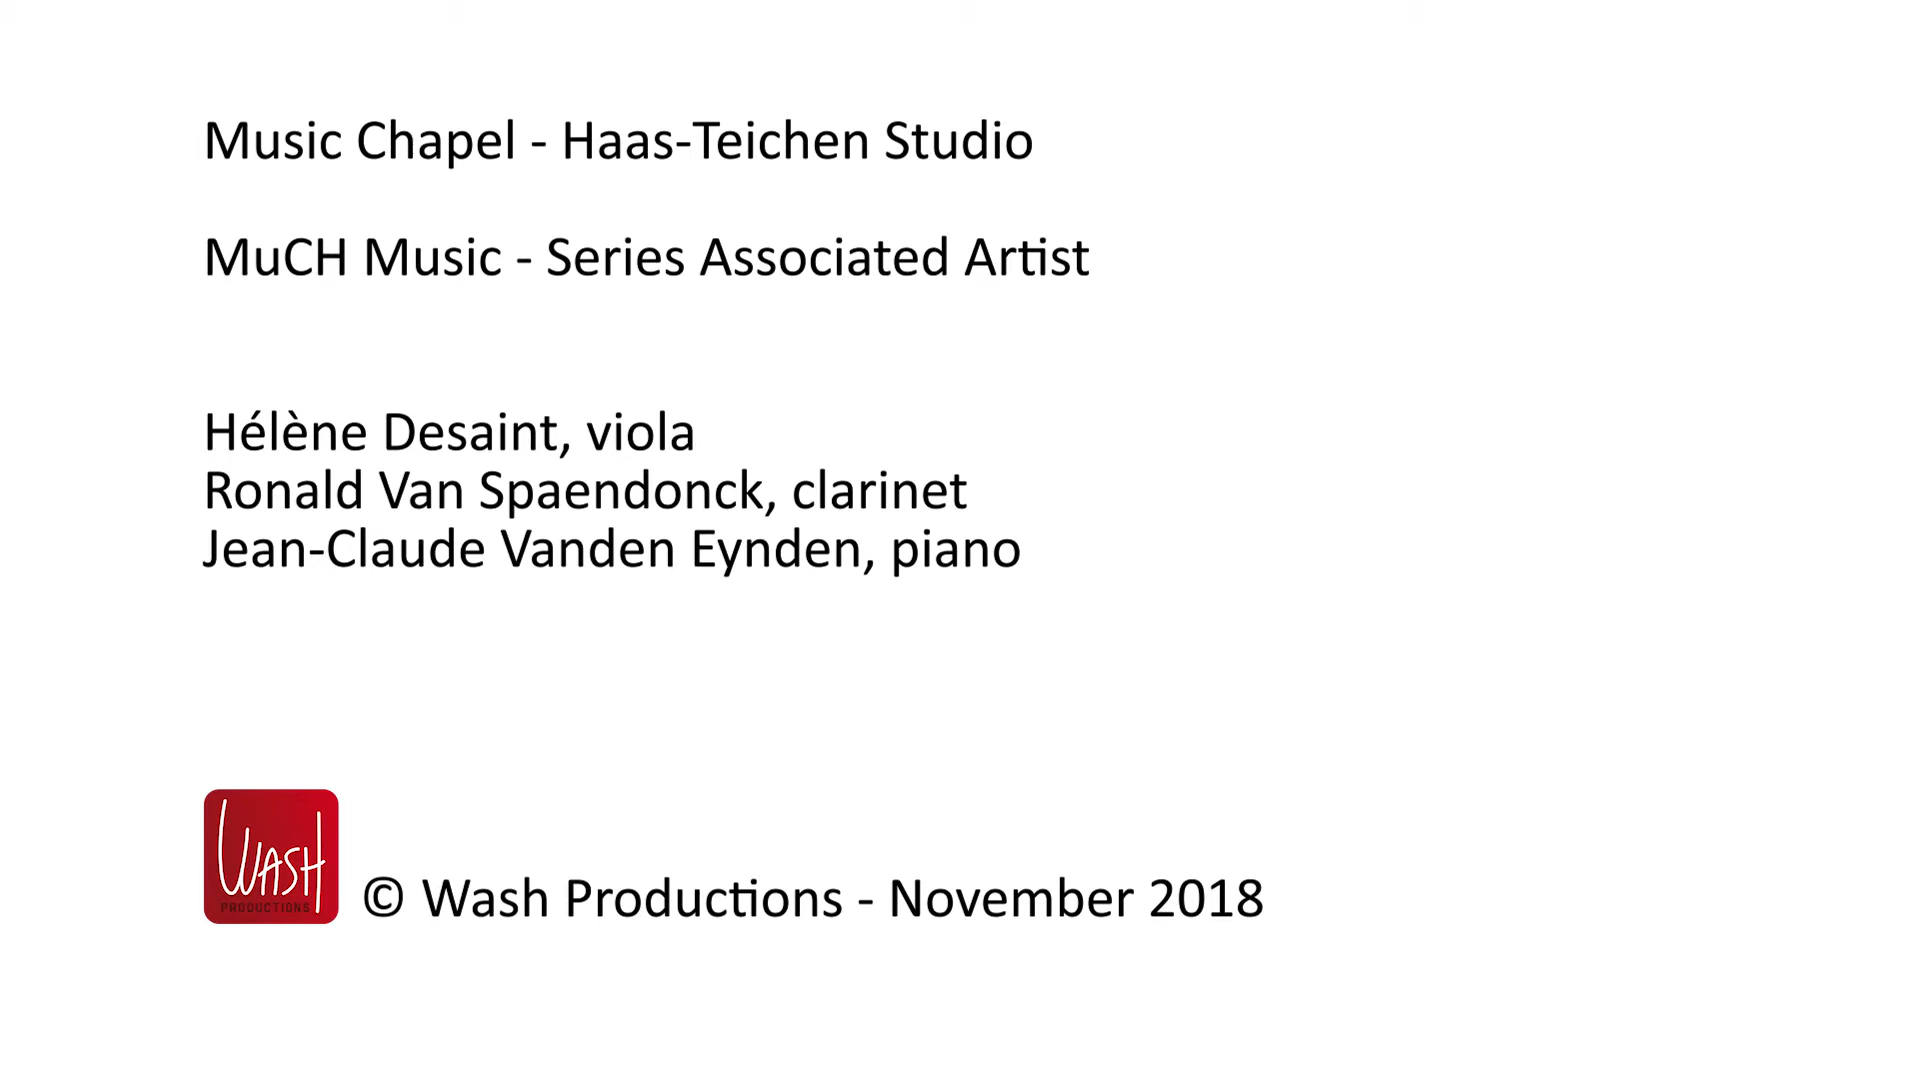 Music Chapel - Haas-Teichen Studio
MuCH Music - Series Associated Artist
Hélène Desaint, viola
Ronald Van Spaendonck, clarinet
Jean-Claude Vanden Eynden, piano
WASH
PRODUCTIONS
© Wash Productions - November 2018